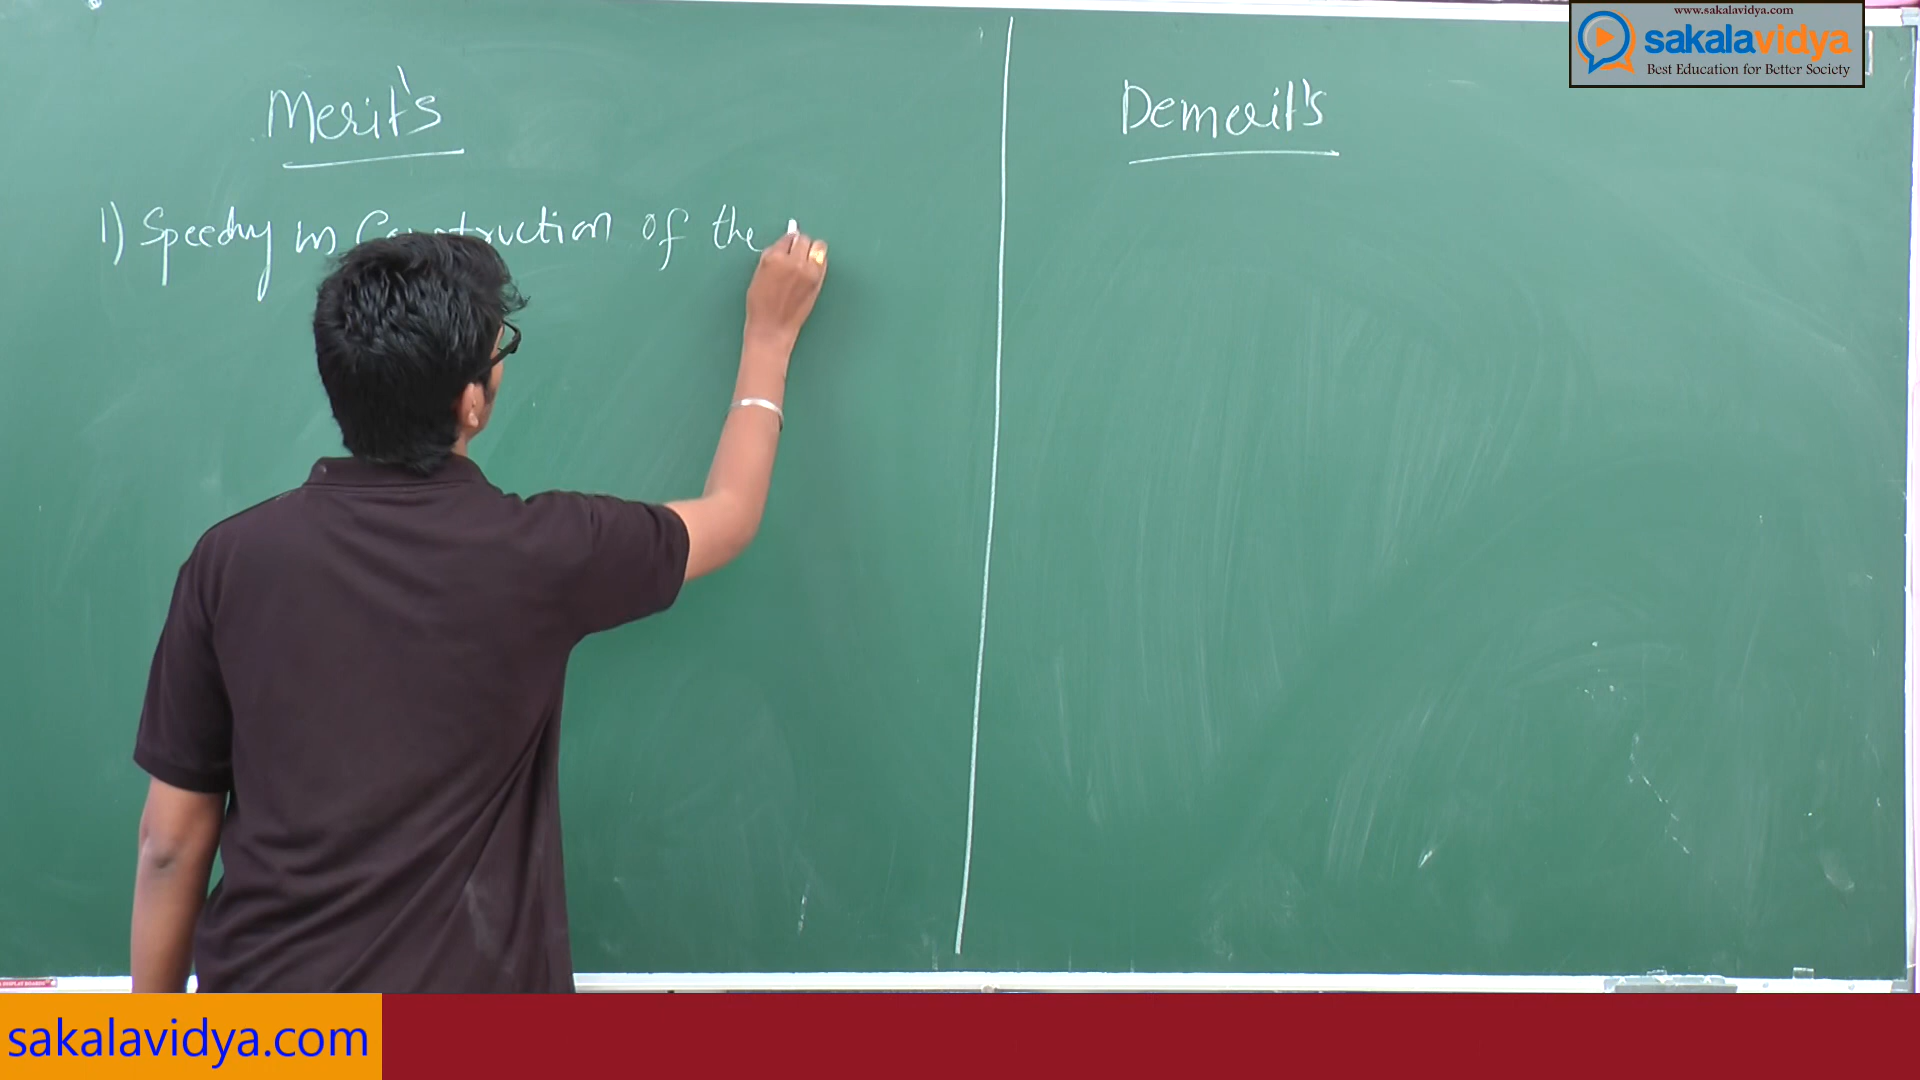 www.sakalavidya.com
sakalavidya
Best Education for Better Society
Merit's
Demerit's
1) Speedy in Construction of the
sakalavidya.com